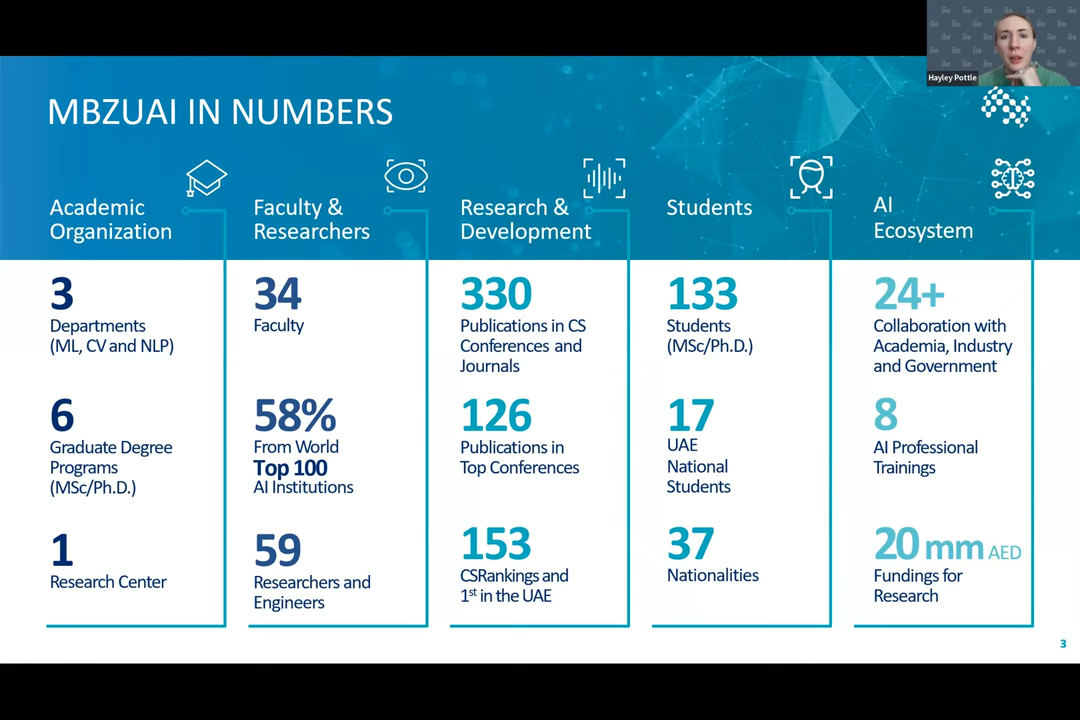 Hayley Pottle
MBZUAI IN NUMBERS
Academic
Organization
3
Departments
(ML, CV and NLP)
6
Graduate Degree
Programs
(MSc/Ph.D.)
1
Research Center
Faculty &
Researchers
34
Faculty
58%
From World
Top 100
AI Institutions
59
Researchers and
Engineers
Research &
Development
330
Publications in CS
Conferences and
Journals
126
Publications in
Top Conferences
153
CSRankings and
1st in the UAE
Students
133
Students
(MSc/Ph.D.)
17
UAE
National
Students
37
Nationalities
AI
Ecosystem
24+
Collaboration with
Academia, Industry
and Government
8
AI Professional
Trainings
20 mm AED
Fundings for
Research
3